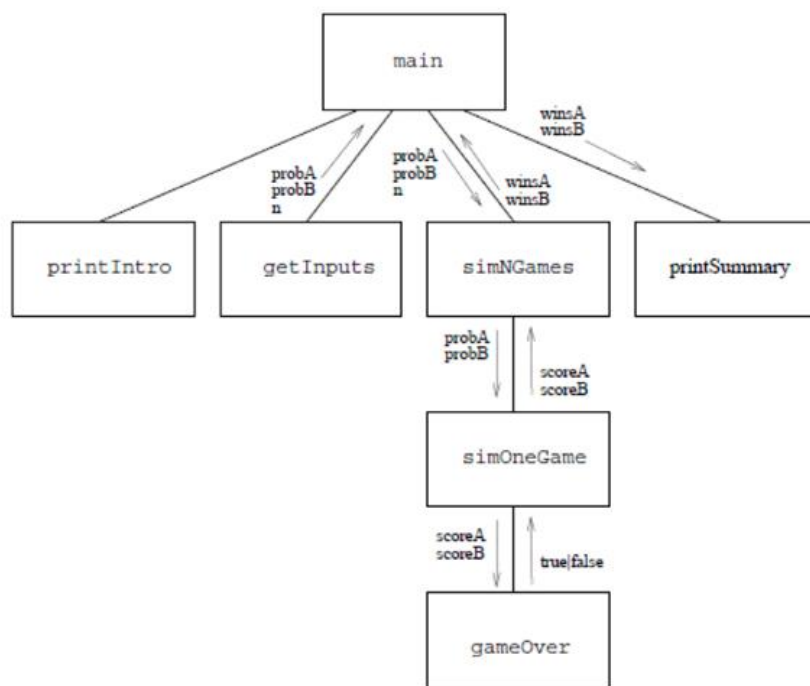 main
winsA
winsB
probA
probB
n
probA
probB
n
winsA
winsB
printIntro
getInputs
simNGames
printSummary
probA
probB
scoreA
scoreB
simOneGame
scoreA
scoreB
true|false
gameOver